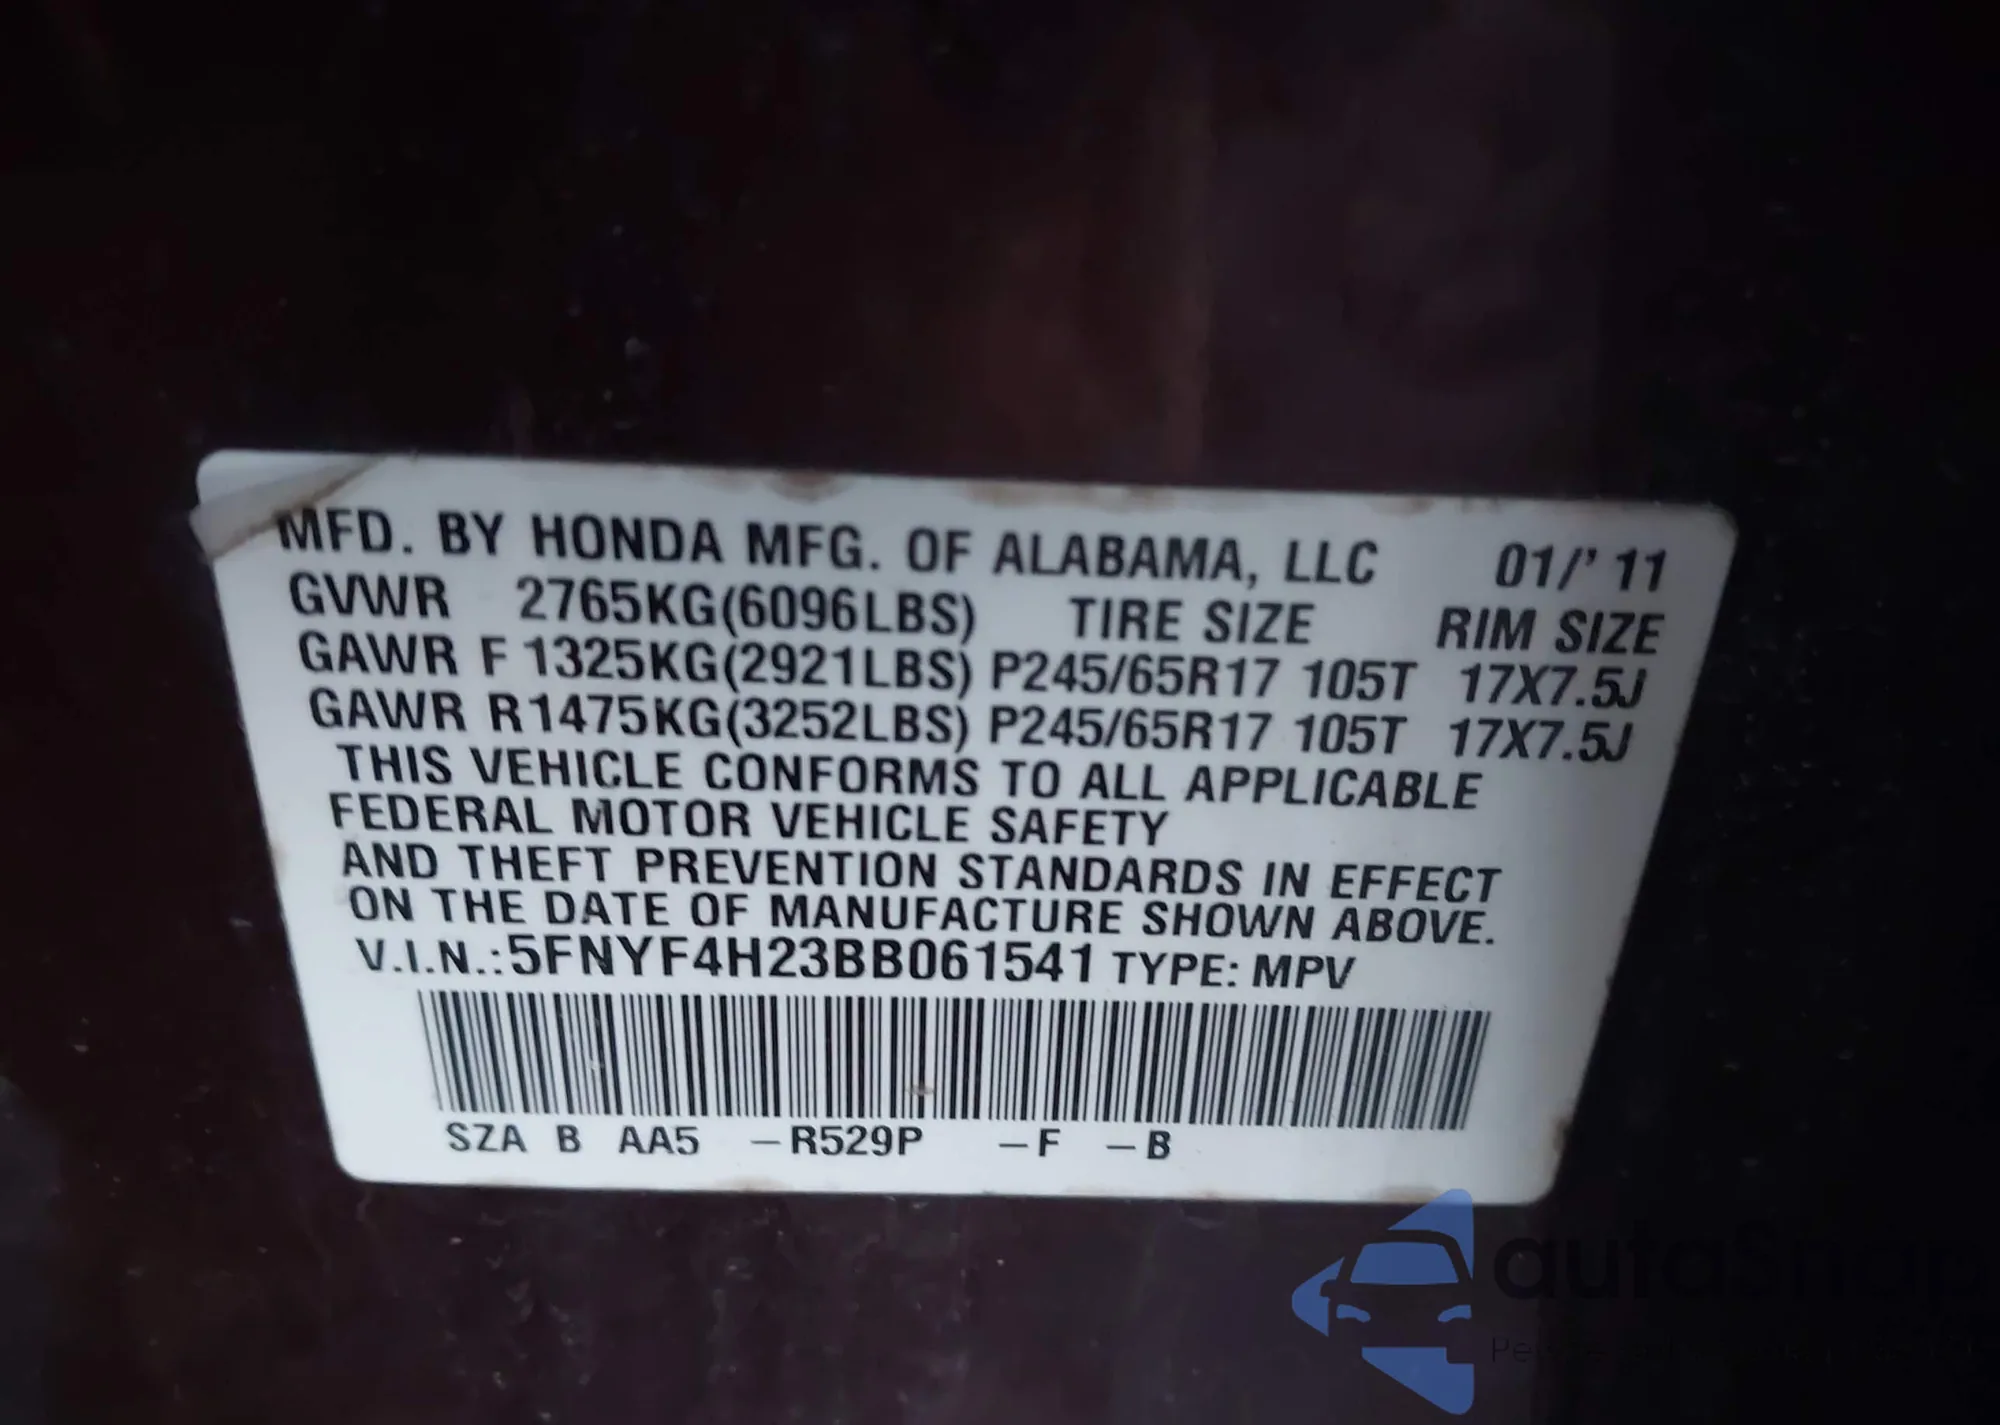 MFD. BY HONDA MFG. OF ALABAMA, LLC 01/'11
GVWR 2765KG(6096LBS) TIRE SIZE RIM SIZE
GAWR F 1325KG(2921LBS) P245/65R17 105T 17X7.5J
GAWR R1475KG(3252LBS) P245/65R17 105T 17X7.5J
THIS VEHICLE CONFORMS TO ALL APPLICABLE
FEDERAL MOTOR VEHICLE SAFETY
AND THEFT PREVENTION STANDARDS IN EFFECT
ON THE DATE OF MANUFACTURE SHOWN ABOVE.
V.I.N.:5FNYF4H23BB061541 TYPE: MPV
SZA B AA5 –R529P –F –B
autoSnap